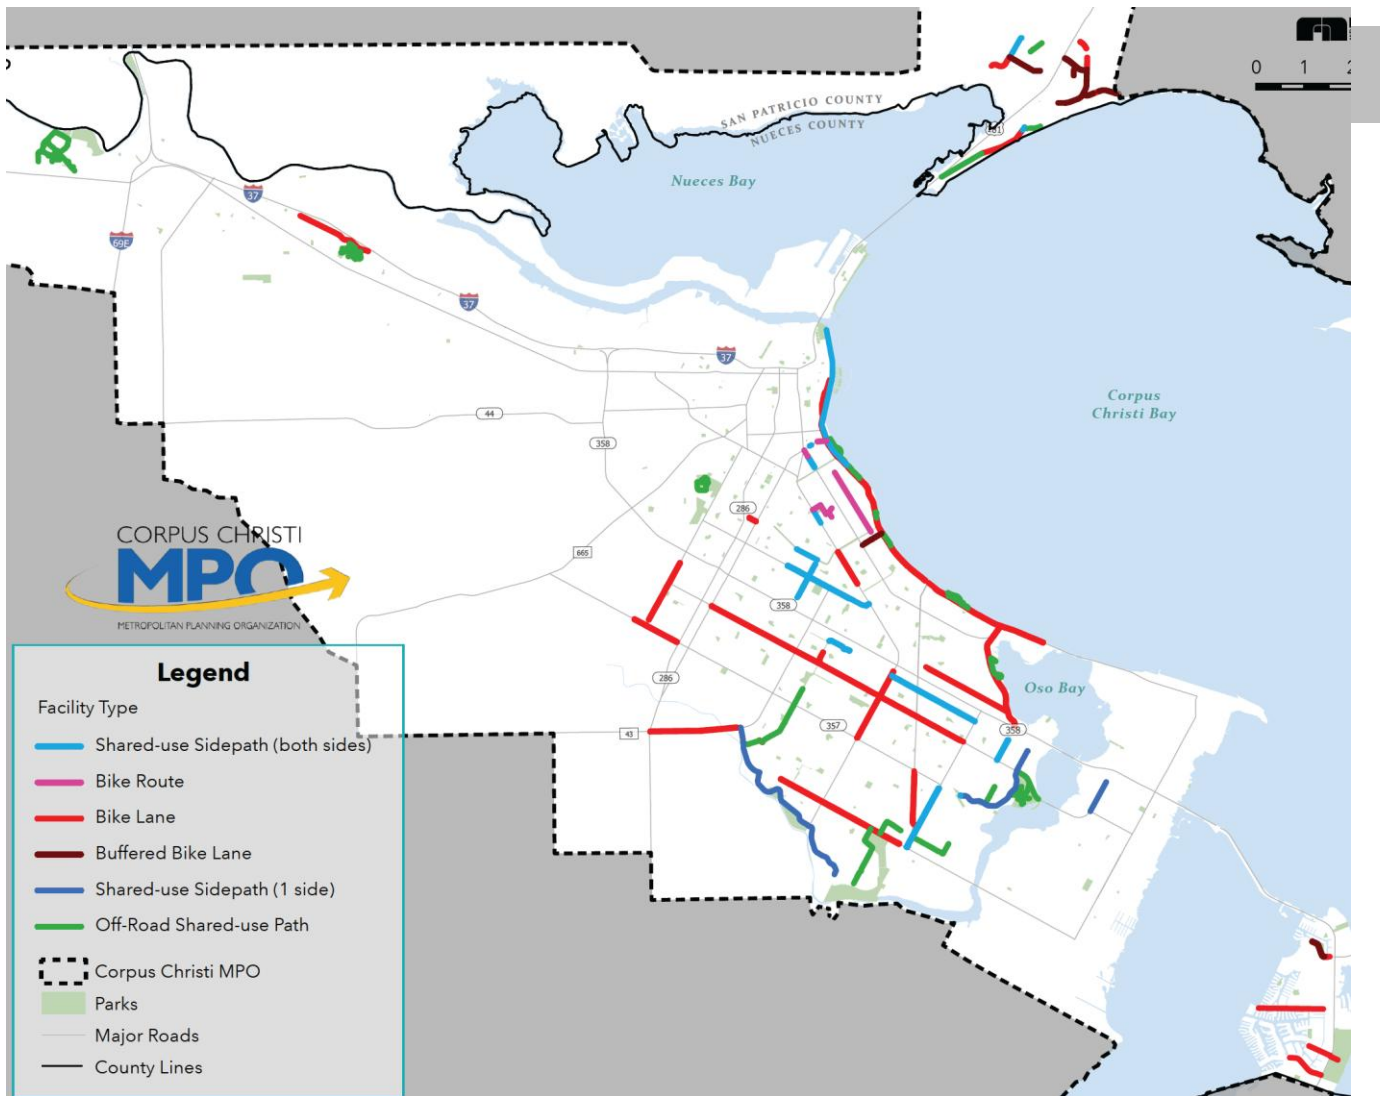 0 1 2
SAN PATRICIO COUNTY
NUECES COUNTY
181
Nueces Bay
37
69E
37
37
Corpus
Christi Bay
44
358
286
665
358
CORPUS CHRISTI
MPO
METROPOLITAN PLANNING ORGANIZATION
286
Oso Bay
357
358
43
Legend
Facility Type
Shared-use Sidepath (both sides)
Bike Route
Bike Lane
Buffered Bike Lane
Shared-use Sidepath (1 side)
Off-Road Shared-use Path
Corpus Christi MPO
Parks
Major Roads
County Lines